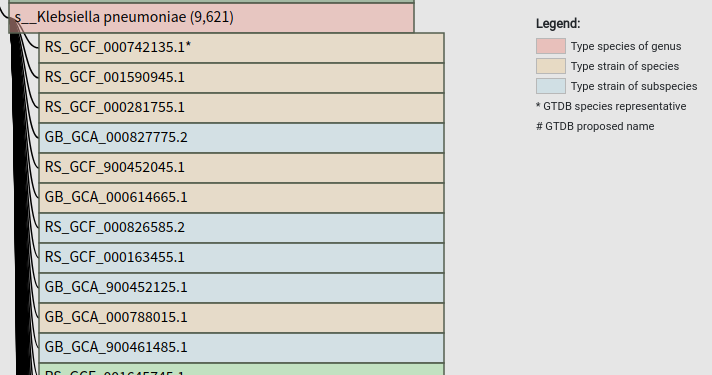 s__Klebsiella pneumoniae (9,621)
RS_GCF_000742135.1*
RS_GCF_001590945.1
RS_GCF_000281755.1
GB_GCA_000827775.2
RS_GCF_900452045.1
GB_GCA_000614665.1
RS_GCF_000826585.2
RS_GCF_000163455.1
GB_GCA_900452125.1
GB_GCA_000788015.1
GB_GCA_900461485.1
Legend:
Type species of genus
Type strain of species
Type strain of subspecies
* GTDB species representative
# GTDB proposed name